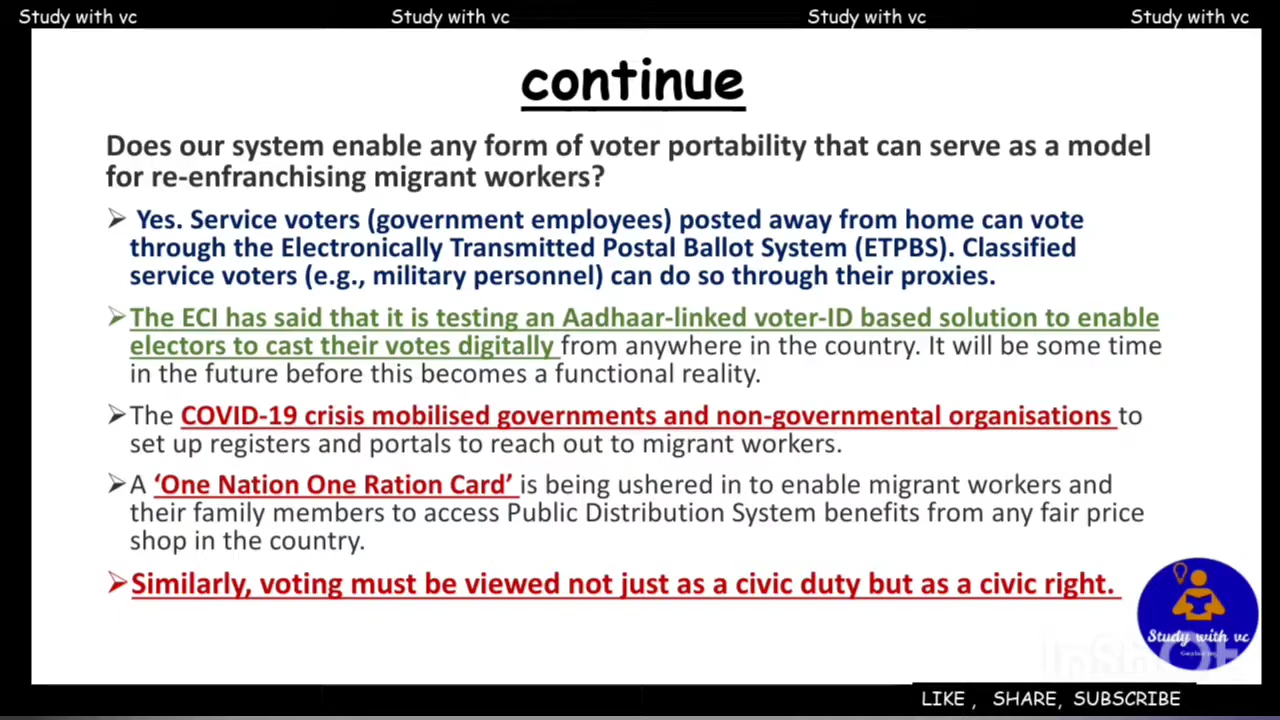 Study with vc Study with vc Study with vc Study with vc
continue
Does our system enable any form of voter portability that can serve as a model
for re-enfranchising migrant workers?
➢ Yes. Service voters (government employees) posted away from home can vote
through the Electronically Transmitted Postal Ballot System (ETPBS). Classified
service voters (e.g., military personnel) can do so through their proxies.
➢The ECI has said that it is testing an Aadhaar-linked voter-ID based solution to enable
electors to cast their votes digitally from anywhere in the country. It will be some time
in the future before this becomes a functional reality.
➢The COVID-19 crisis mobilised governments and non-governmental organisations to
set up registers and portals to reach out to migrant workers.
➢A ‘One Nation One Ration Card’ is being ushered in to enable migrant workers and
their family members to access Public Distribution System benefits from any fair price
shop in the country.
➢Similarly, voting must be viewed not just as a civic duty but as a civic right.
Study with vc
InShOt
LIKE , SHARE, SUBSCRIBE